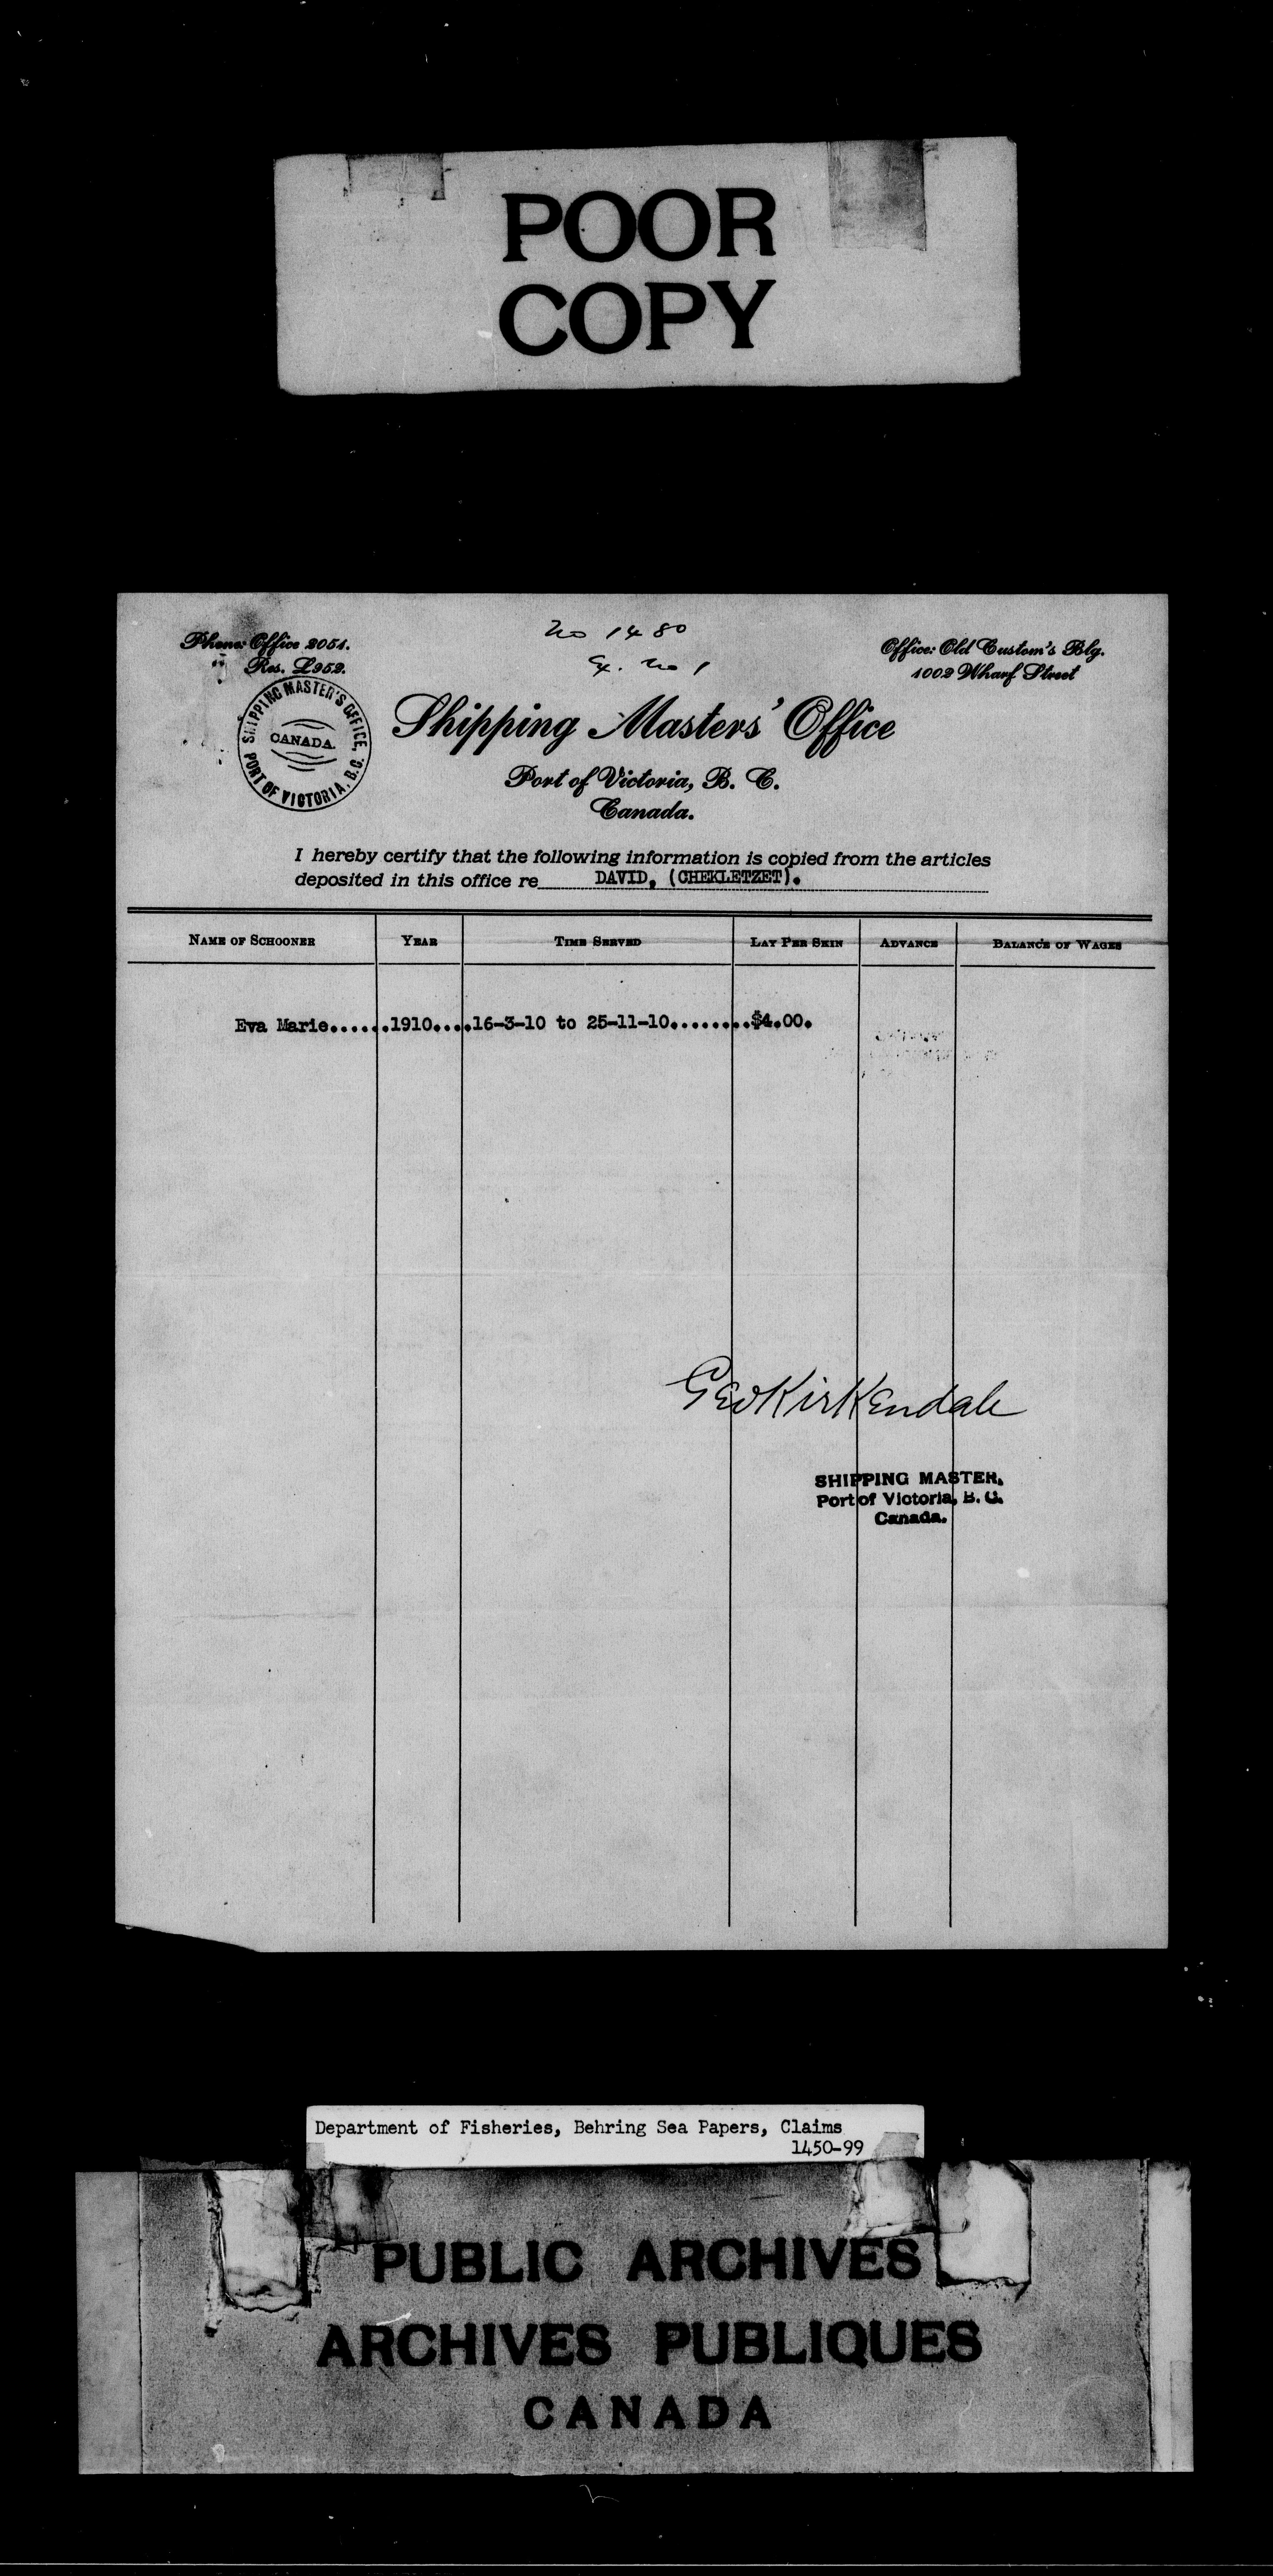 POOR
COPY
No 1480
Ex. No 1
Phone: Office 2051.
Res. L952.
Office: Old Custom's Blg.
1002 Wharf Street
SHIPPING MASTER'S OFFICE,
CANADA.
PORT OF VICTORIA, B.C.
Shipping Masters' Office
Port of Victoria, B. C.
Canada.
I hereby certify that the following information is copied from the articles
deposited in this office re DAVID, (CHEKLETZET).
NAME OF SCHOONER YEAR TIME SERVED LAY PER SKIN ADVANCE BALANCE OF WAGES
Eva Marie......1910....16-3-10 to 25-11-10........$4.00.
Geo Kirkendale
SHIPPING MASTER,
Port of Victoria, B. C.
Canada.
Department of Fisheries, Behring Sea Papers, Claims
1450-99
PUBLIC ARCHIVES
ARCHIVES PUBLIQUES
CANADA